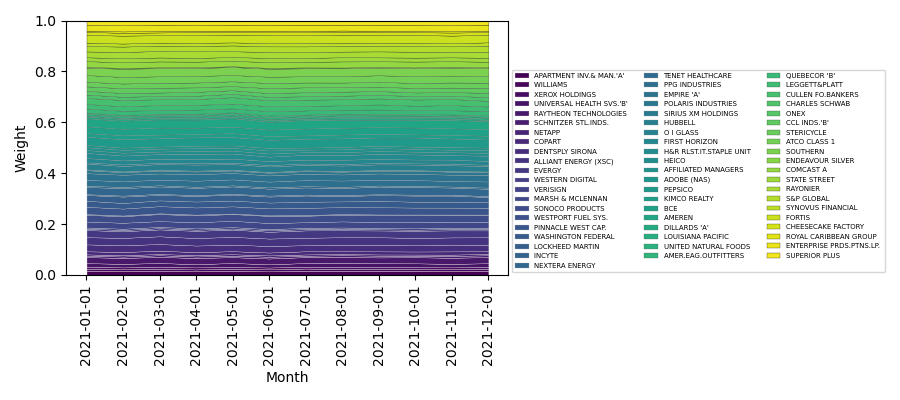 1.0
0.8
0.6
0.4
0.2
0.0
Weight
2021-01-01
2021-02-01
2021-03-01
2021-04-01
2021-05-01
2021-06-01
2021-07-01
2021-08-01
2021-09-01
2021-10-01
2021-11-01
2021-12-01
Month
APARTMENT INV.& MAN.'A'
WILLIAMS
XEROX HOLDINGS
UNIVERSAL HEALTH SVS.'B'
RAYTHEON TECHNOLOGIES
SCHNITZER STL.INDS.
NETAPP
COPART
DENTSPLY SIRONA
ALLIANT ENERGY (XSC)
EVERGY
WESTERN DIGITAL
VERISIGN
MARSH & MCLENNAN
SONOCO PRODUCTS
WESTPORT FUEL SYS.
PINNACLE WEST CAP.
WASHINGTON FEDERAL
LOCKHEED MARTIN
INCYTE
NEXTERA ENERGY
TENET HEALTHCARE
PPG INDUSTRIES
EMPIRE 'A'
POLARIS INDUSTRIES
SIRIUS XM HOLDINGS
HUBBELL
O I GLASS
FIRST HORIZON
H&R RLST.IT.STAPLE UNIT
HEICO
AFFILIATED MANAGERS
ADOBE (NAS)
PEPSICO
KIMCO REALTY
BCE
AMEREN
DILLARDS 'A'
LOUISIANA PACIFIC
UNITED NATURAL FOODS
AMER.EAG.OUTFITTERS
QUEBECOR 'B'
LEGGETT&PLATT
CULLEN FO.BANKERS
CHARLES SCHWAB
ONEX
CCL INDS.'B'
STERICYCLE
ATCO CLASS 1
SOUTHERN
ENDEAVOUR SILVER
COMCAST A
STATE STREET
RAYONIER
S&P GLOBAL
SYNOVUS FINANCIAL
FORTIS
CHEESECAKE FACTORY
ROYAL CARIBBEAN GROUP
ENTERPRISE PRDS.PTNS.LP.
SUPERIOR PLUS